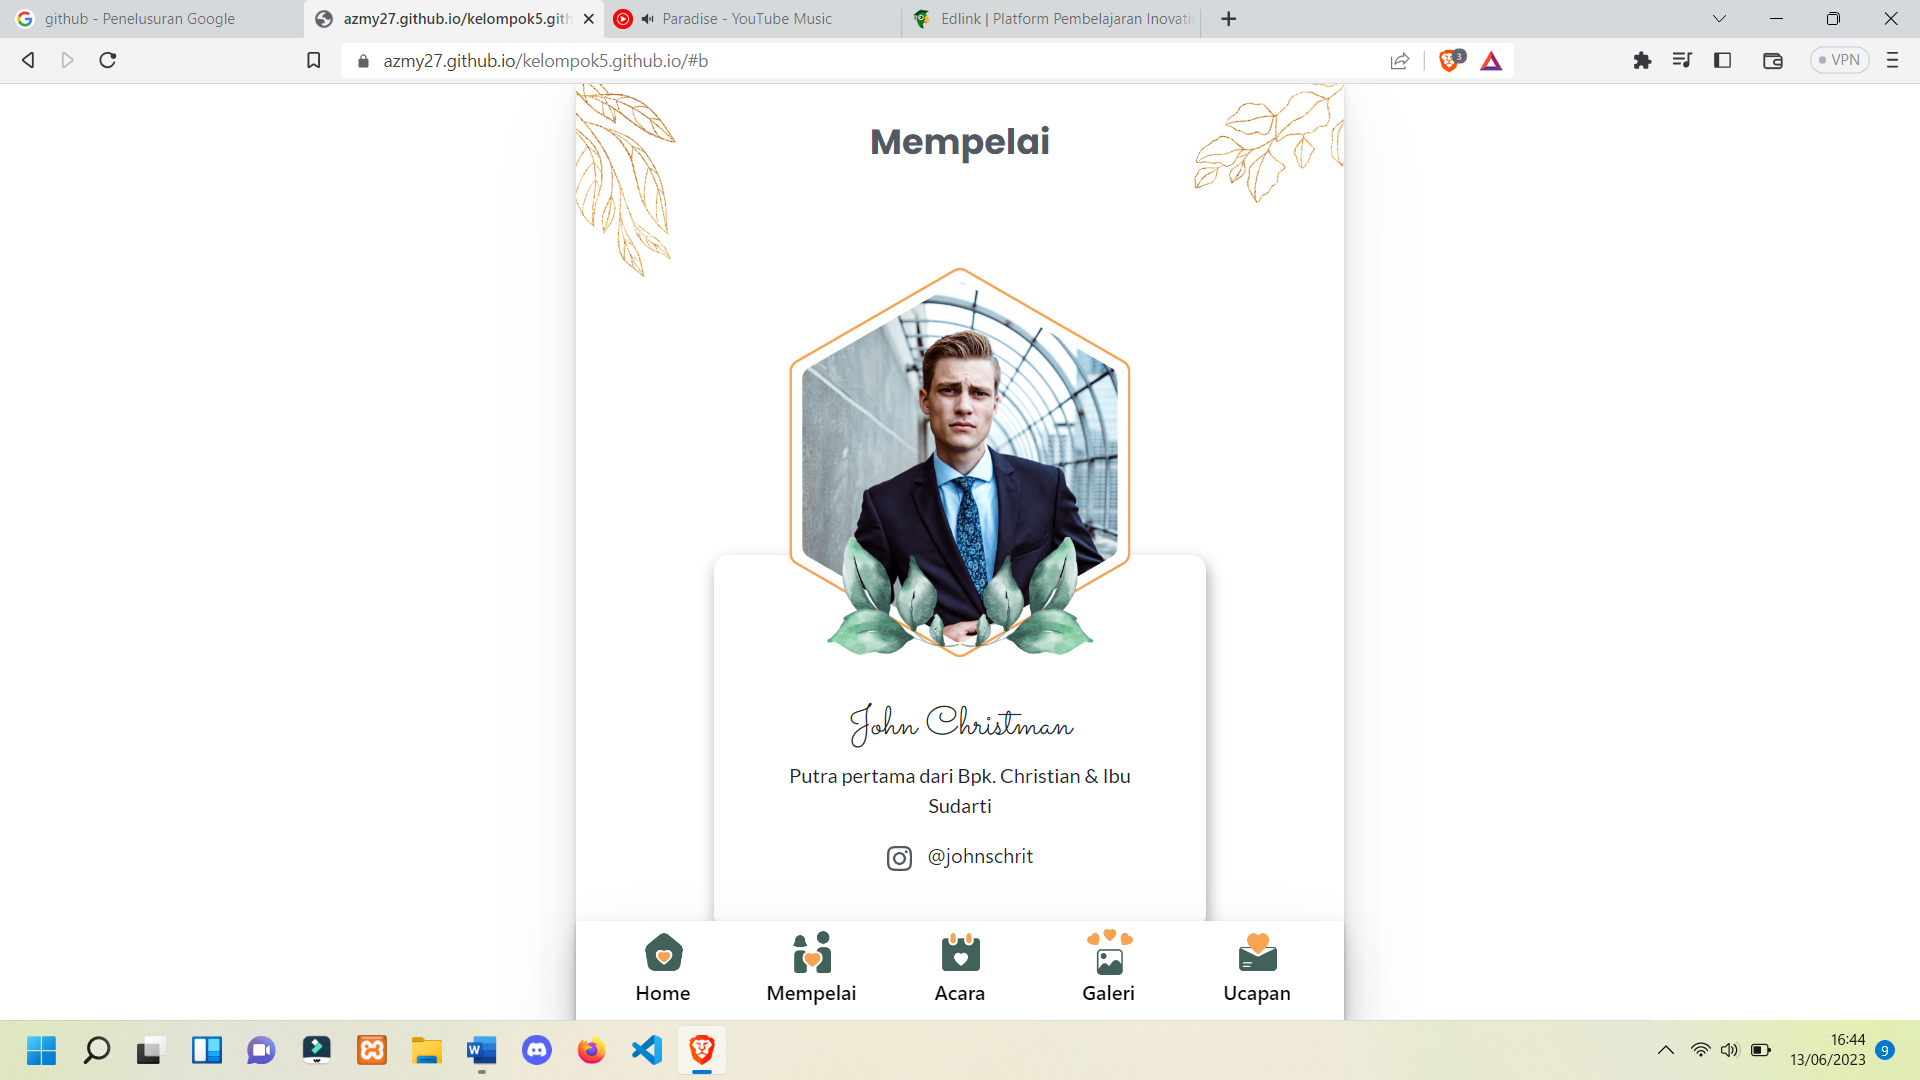 github - Penelusuran Google
azmy27.github.io/kelompok5.gith
Paradise - YouTube Music
Edlink | Platform Pembelajaran Inovati
azmy27.github.io/kelompok5.github.io/#b
3
VPN
Mempelai
John Christman
Putra pertama dari Bpk. Christian & Ibu
Sudarti
@johnschrit
Home
Mempelai
Acara
Galeri
Ucapan
16:44
13/06/2023
9